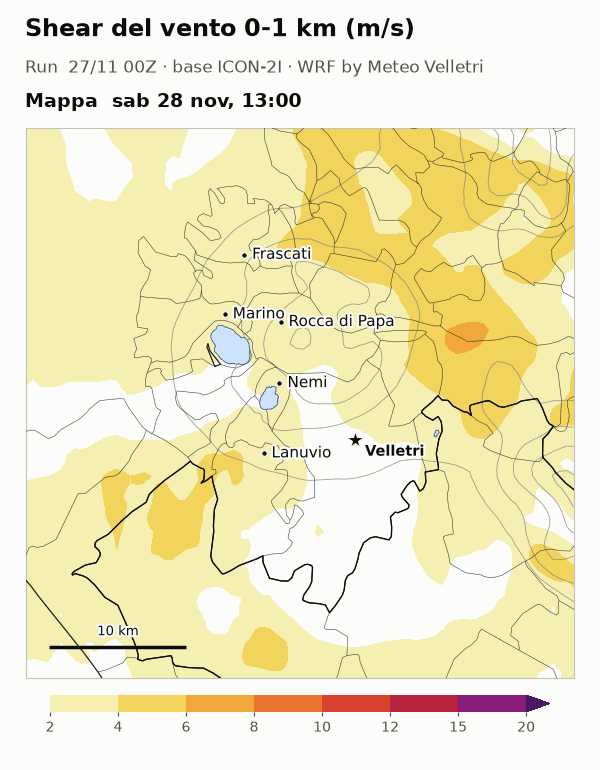 Shear del vento 0-1 km (m/s)
Run  27/11 00Z · base ICON-2I · WRF by Meteo Velletri
Mappa  sab 28 nov, 13:00
Frascati
Marino
Rocca di Papa
Nemi
Velletri
Lanuvio
10 km
2 4 6 8 10 12 15 20